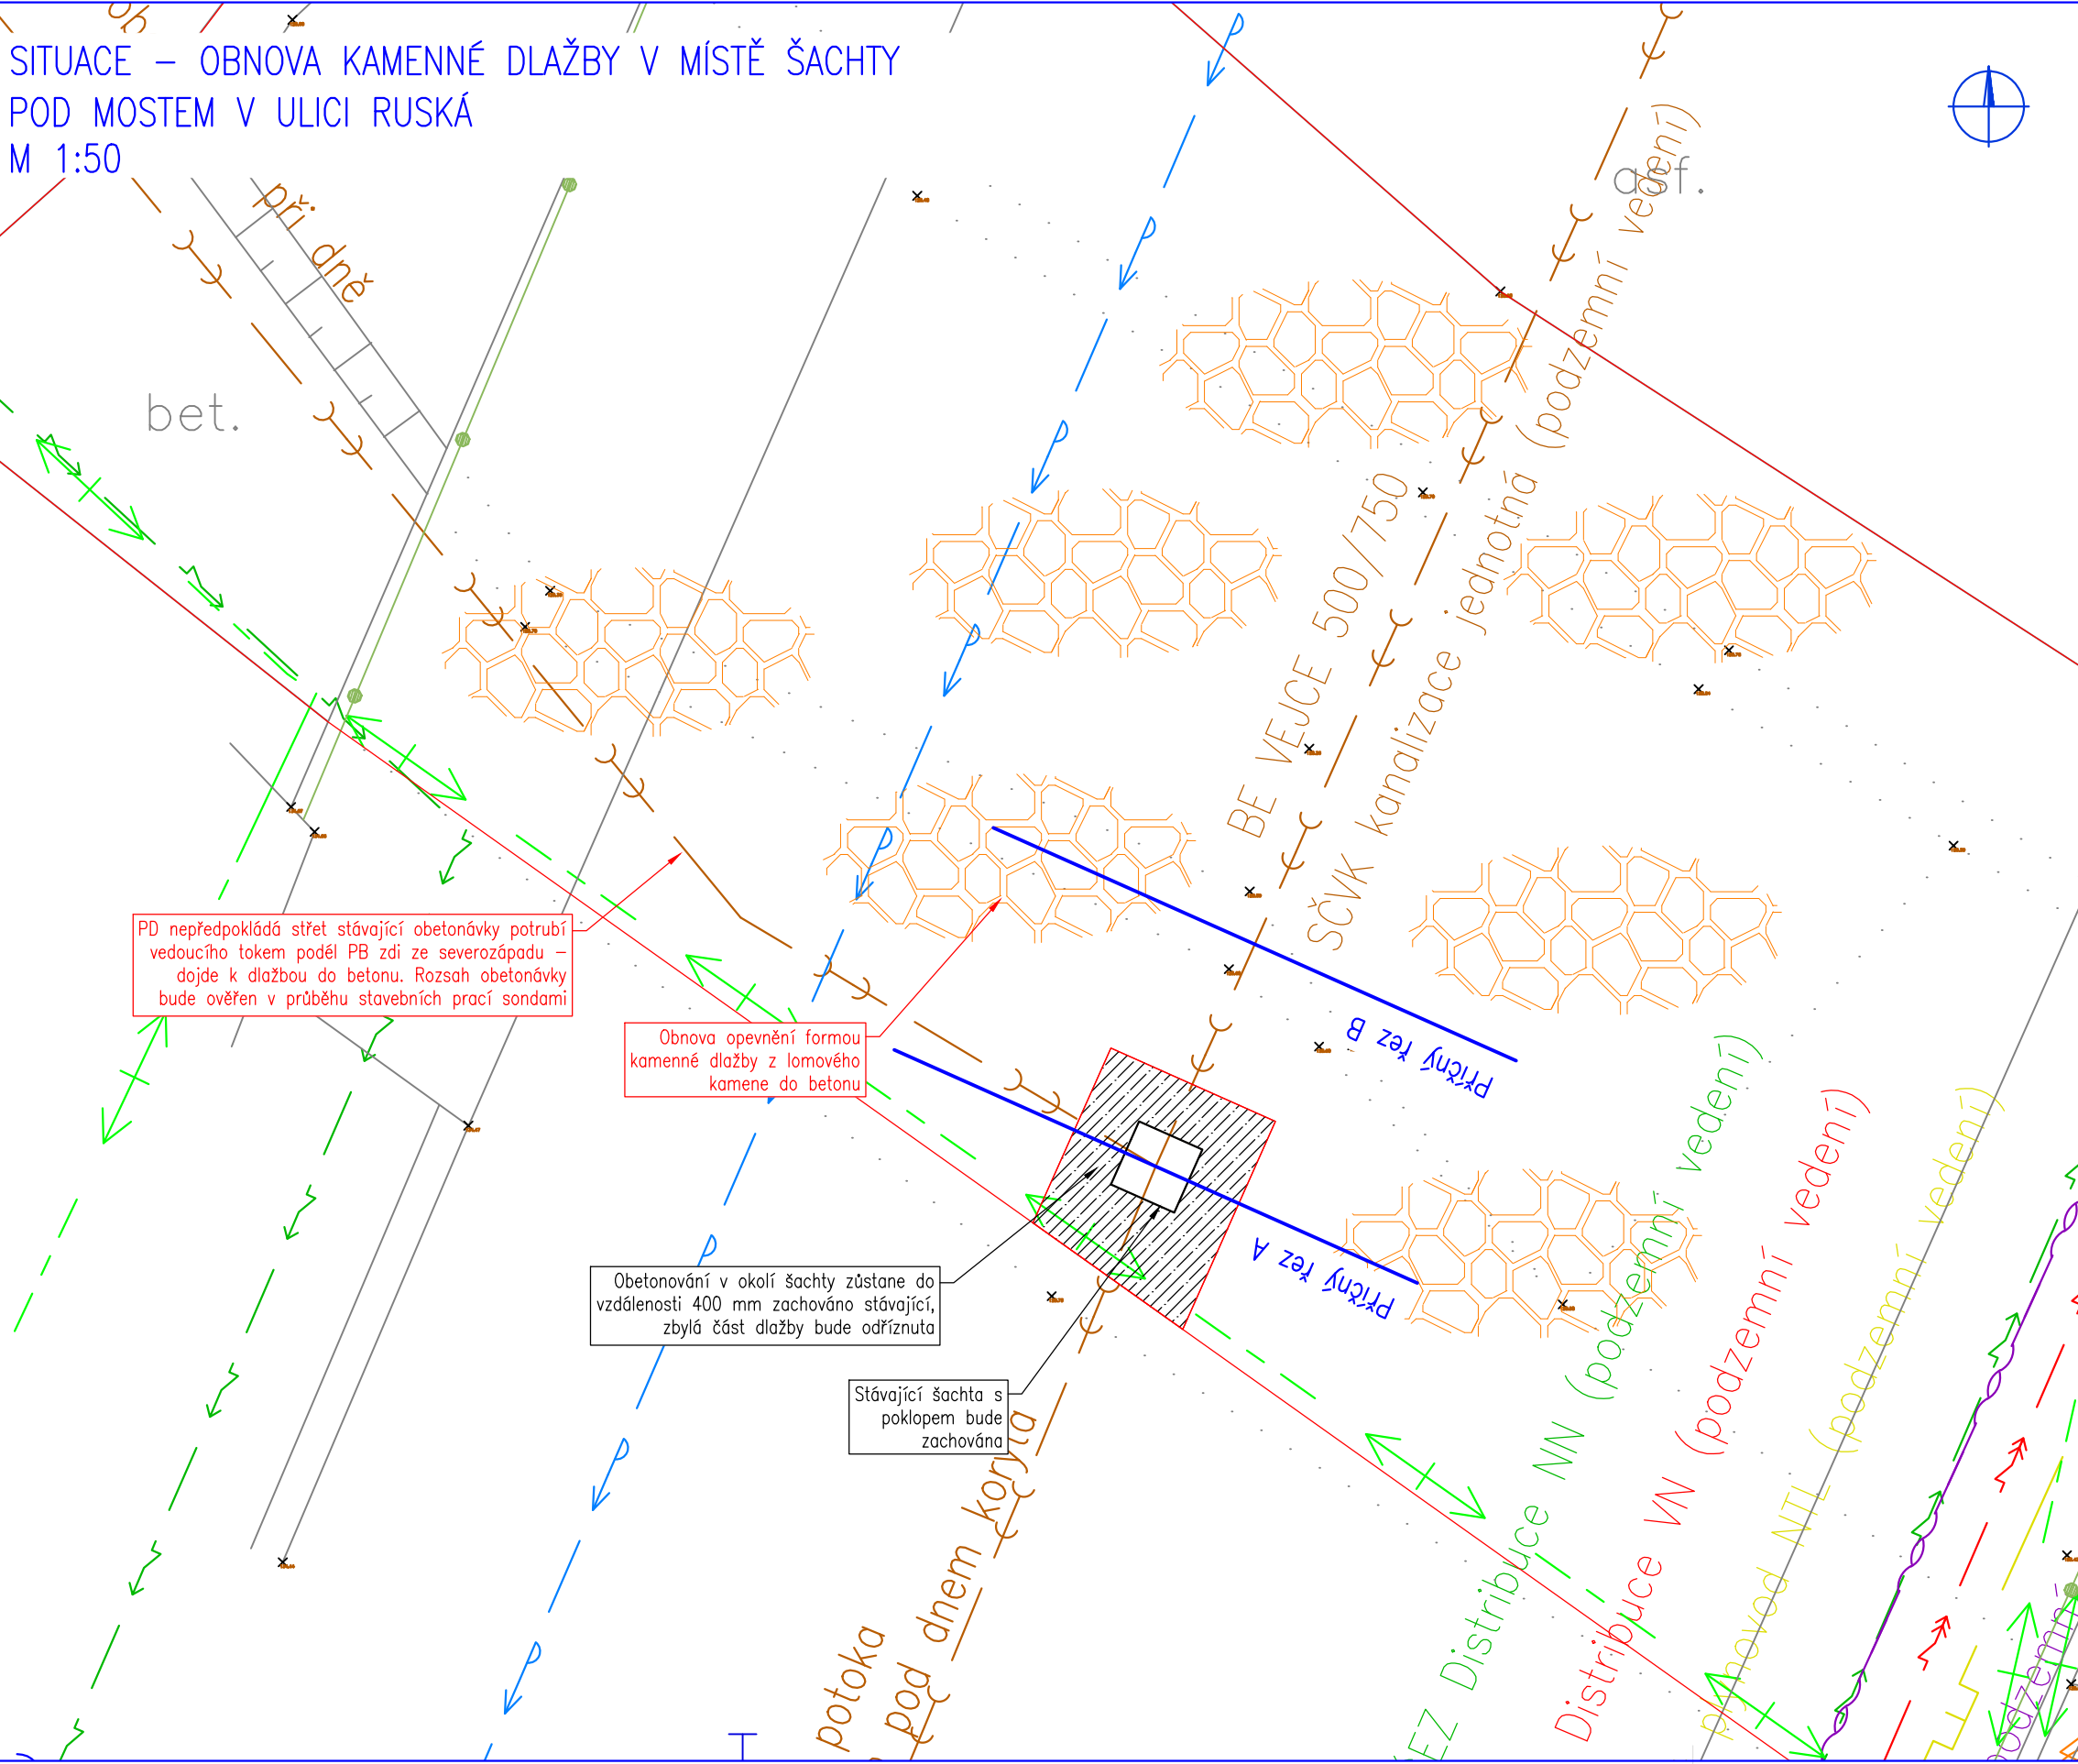 SITUACE – OBNOVA KAMENNÉ DLAŽBY V MÍSTĚ ŠACHTY
POD MOSTEM V ULICI RUSKÁ
M 1:50
při dně
asf.
bet.
BE VEJCE 500/750
SČVK kanalizace jednotná (podzemní vedení)
PD nepředpokládá střet stávající obetonávky potrubí
vedoucího tokem podél PB zdi ze severozápadu –
dojde k dlažbou do betonu. Rozsah obetonávky
bude ověřen v průběhu stavebních prací sondami
Obnova opevnění formou
kamenné dlažby z lomového
kamene do betonu
Příčný řez B
Příčný řez A
Obetonování v okolí šachty zůstane do
vzdálenosti 400 mm zachováno stávající,
zbylá část dlažby bude odříznuta
Stávající šachta s
poklopem bude
zachována
potoka
pod dnem koryta
EZ Distribuce NN (podzemní vedení)
Distribuce VN (podzemní vedení)
plynovod NTL (podzemní vedení)